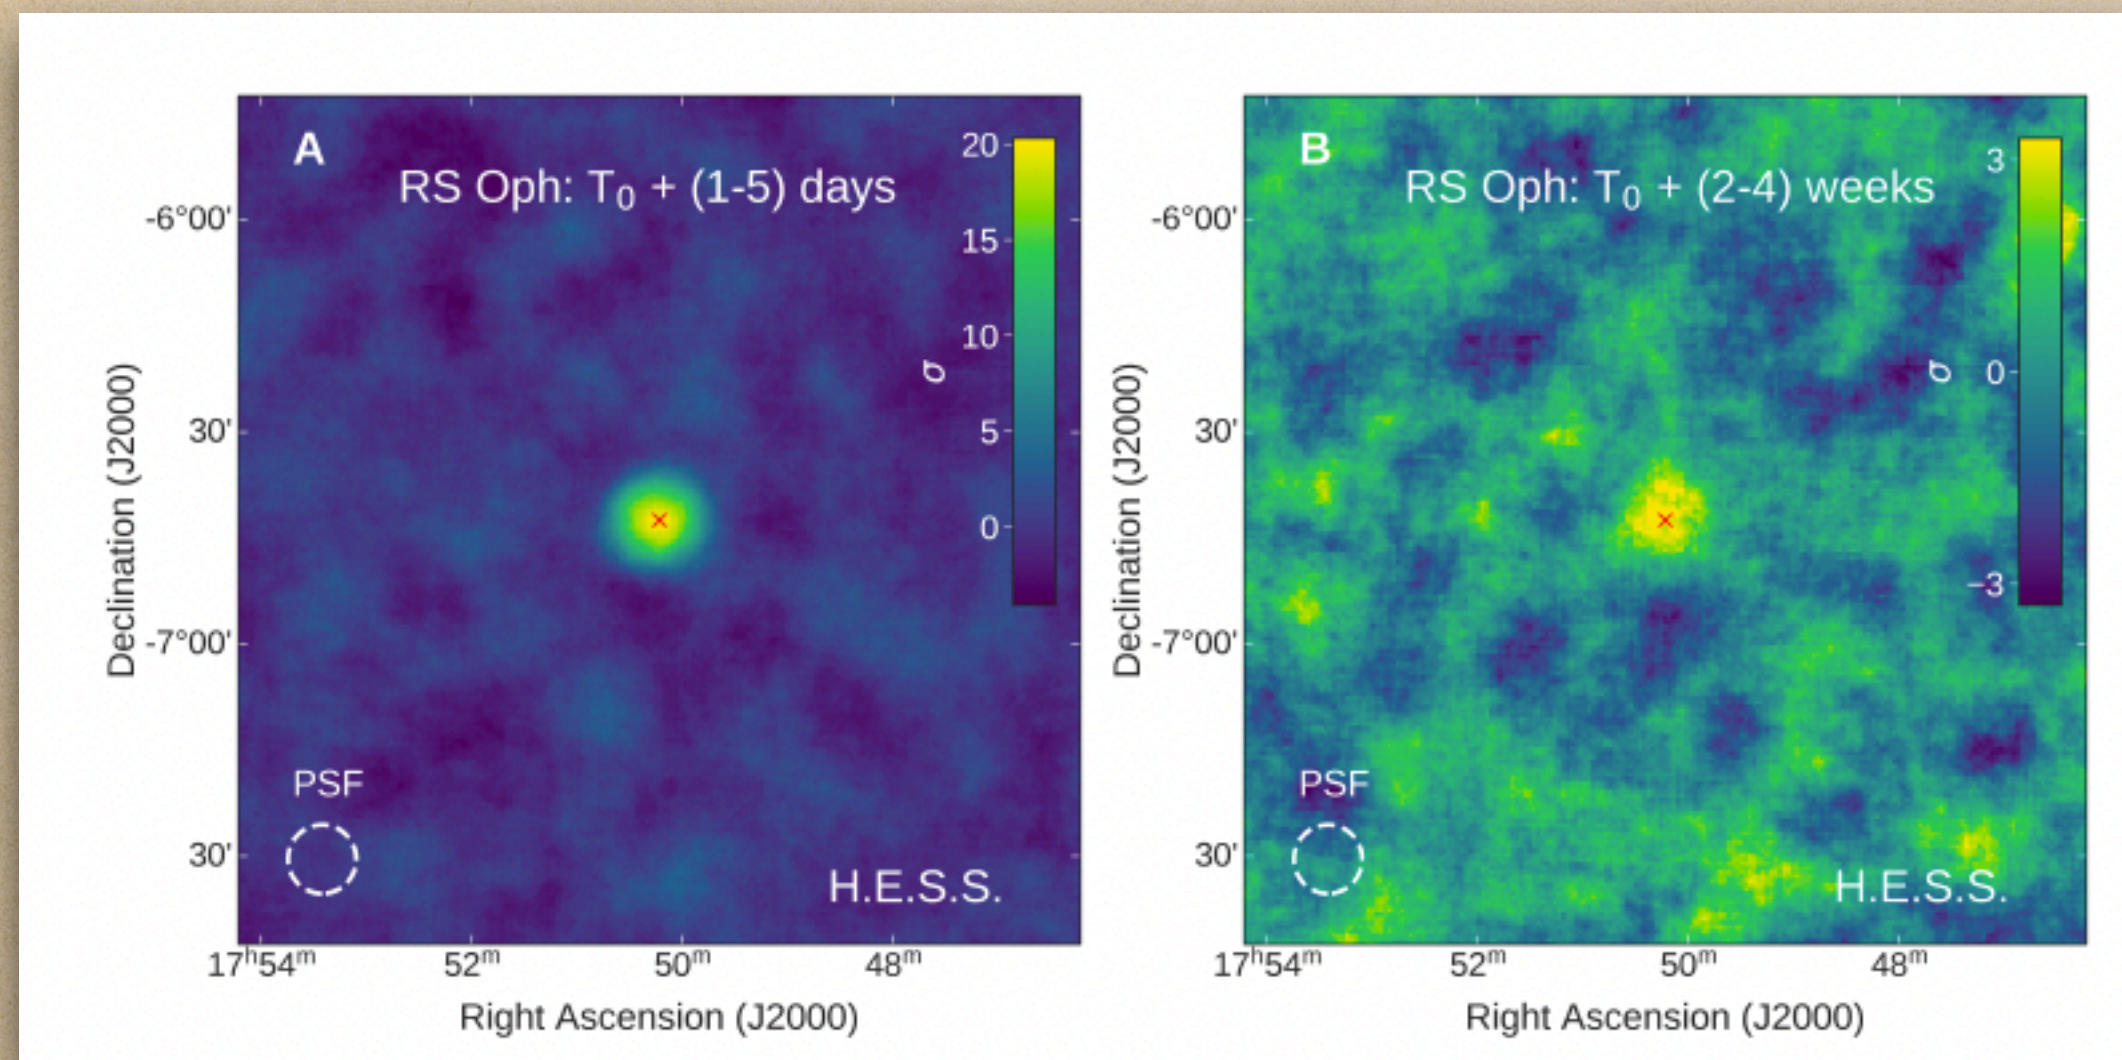 A
RS Oph: T₀ + (1-5) days
20
15
10
5
0
σ
-6°00'
30'
-7°00'
30'
Declination (J2000)
PSF
H.E.S.S.
17ʰ54ᵐ
52ᵐ
50ᵐ
48ᵐ
Right Ascension (J2000)
B
RS Oph: T₀ + (2-4) weeks
3
0
−3
σ
-6°00'
30'
-7°00'
30'
Declination (J2000)
PSF
H.E.S.S.
17ʰ54ᵐ
52ᵐ
50ᵐ
48ᵐ
Right Ascension (J2000)